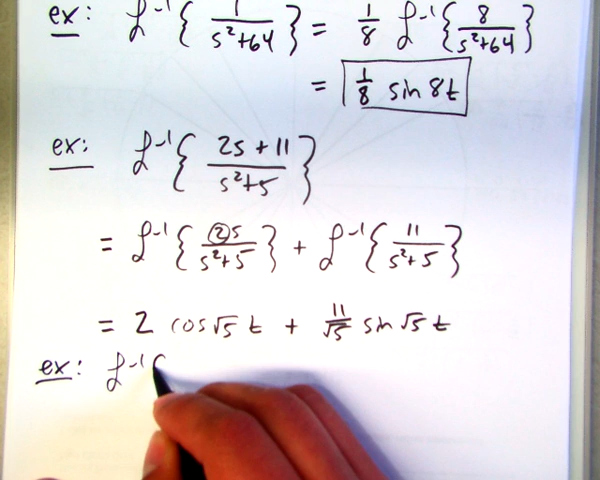 ex: ℒ⁻¹{ 1/(s²+64) } = 1/8 ℒ⁻¹{ 8/(s²+64) }
= 1/8 sin 8t
ex: ℒ⁻¹{ (2s + 11)/(s²+5) }
= ℒ⁻¹{ 2s/(s²+5) } + ℒ⁻¹{ 11/(s²+5) }
= 2 cos √5 t + 11/√5 sin √5 t
ex: ℒ⁻¹{